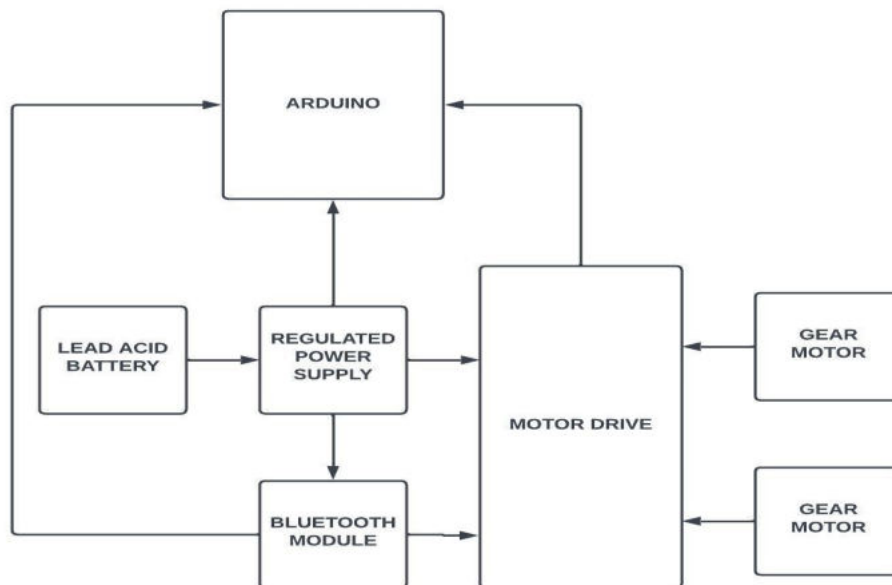 ARDUINO
LEAD ACID
BATTERY
REGULATED
POWER
SUPPLY
GEAR
MOTOR
MOTOR DRIVE
GEAR
MOTOR
BLUETOOTH
MODULE